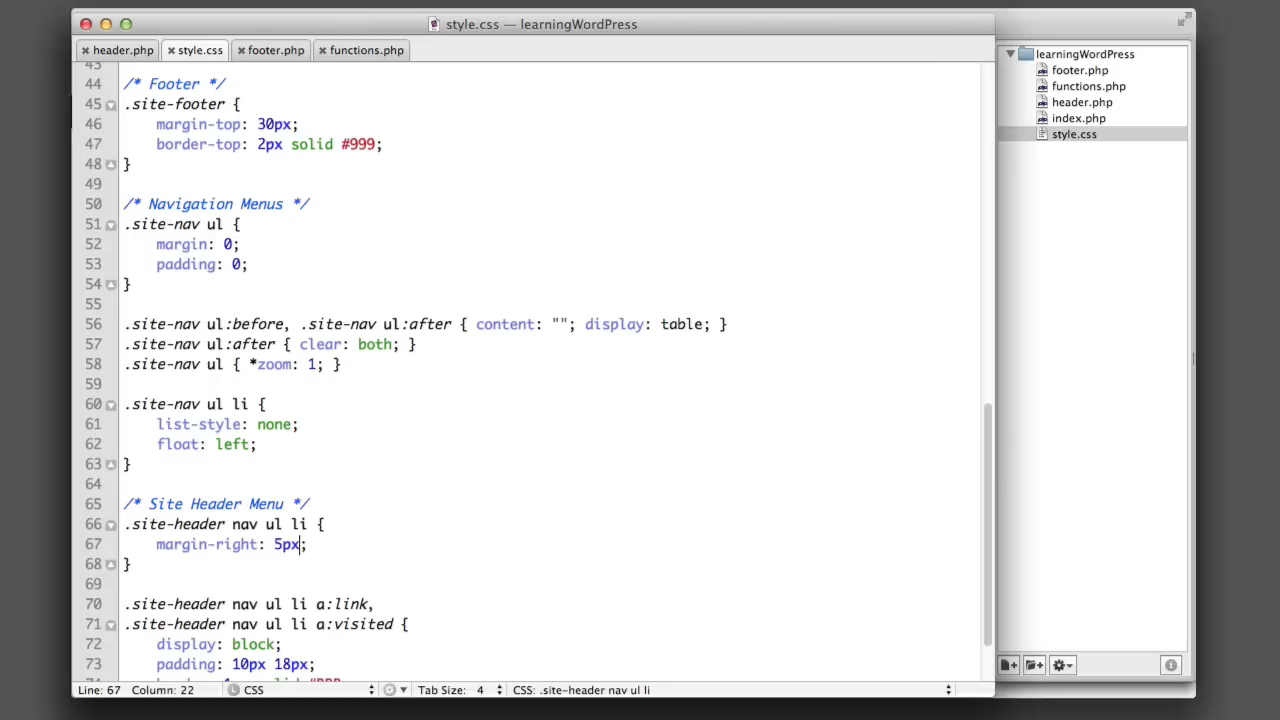 style.css — learningWordPress
header.php
style.css
footer.php
functions.php
43
44 /* Footer */
45 .site-footer {
46 margin-top: 30px;
47 border-top: 2px solid #999;
48 }
49
50 /* Navigation Menus */
51 .site-nav ul {
52 margin: 0;
53 padding: 0;
54 }
55
56 .site-nav ul:before, .site-nav ul:after { content: ""; display: table; }
57 .site-nav ul:after { clear: both; }
58 .site-nav ul { *zoom: 1; }
59
60 .site-nav ul li {
61 list-style: none;
62 float: left;
63 }
64
65 /* Site Header Menu */
66 .site-header nav ul li {
67 margin-right: 5px;
68 }
69
70 .site-header nav ul li a:link,
71 .site-header nav ul li a:visited {
72 display: block;
73 padding: 10px 18px;
Line: 67 Column: 22 CSS Tab Size: 4 CSS: .site-header nav ul li
learningWordPress
footer.php
functions.php
header.php
index.php
style.css